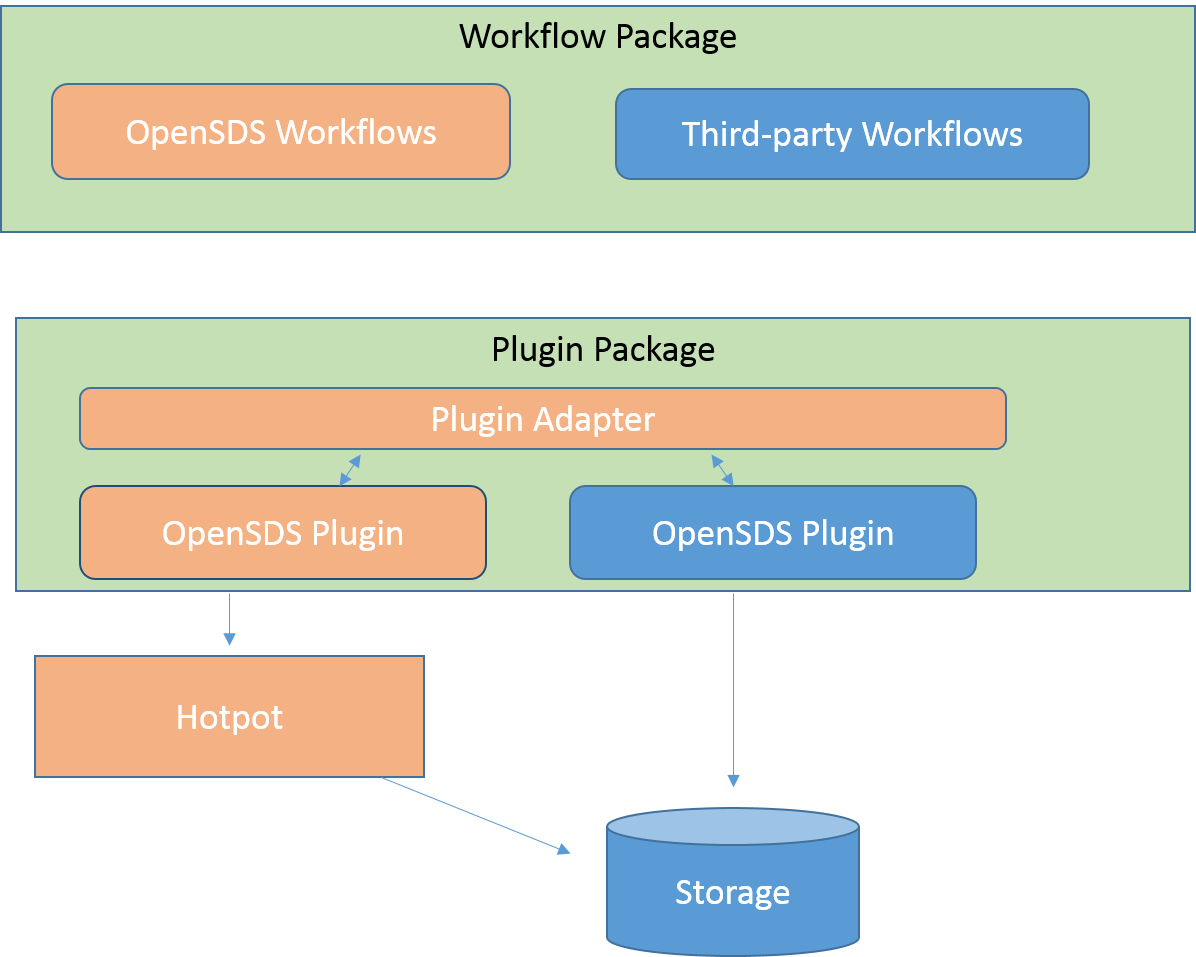 Workflow Package
OpenSDS Workflows
Third-party Workflows
Plugin Package
Plugin Adapter
OpenSDS Plugin
OpenSDS Plugin
Hotpot
Storage